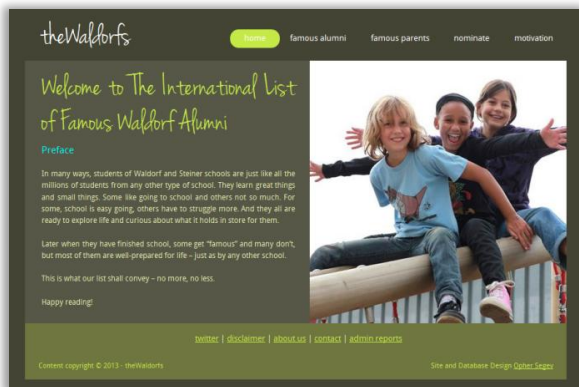 theWaldorfs
home famous alumni famous parents nominate motivation
Welcome to The International List
of Famous Waldorf Alumni
Preface
In many ways, students of Waldorf and Steiner schools are just like all the
millions of students from any other type of school. They learn great things
and small things. Some like going to school and others not so much. For
some, school is easy going, others have to struggle more. And they all are
ready to explore life and curious about what it holds in store for them.
Later when they have finished school, some get "famous" and many don't,
but most of them are well-prepared for life – just as by any other school.
This is what our list shall convey – no more, no less.
Happy reading!
twitter | disclaimer | about us | contact | admin reports
Content copyright © 2013 - theWaldorfs
Site and Database Design Opher Segev